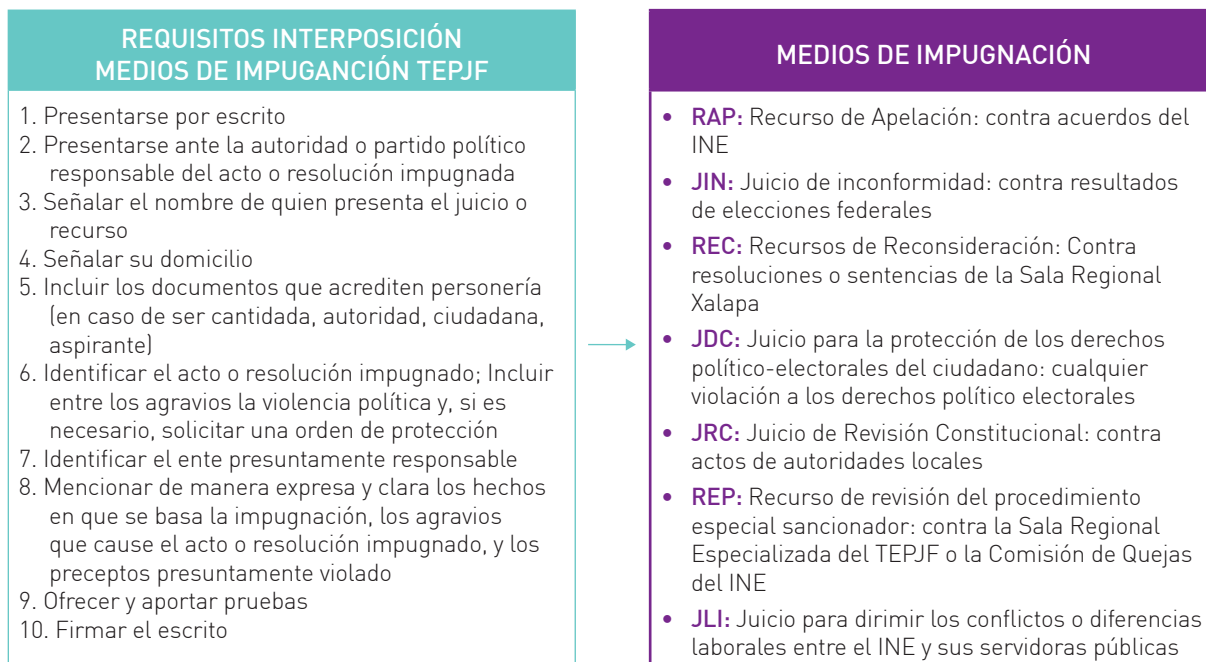 REQUISITOS INTERPOSICIÓN
MEDIOS DE IMPUGANCIÓN TEPJF
1. Presentarse por escrito
2. Presentarse ante la autoridad o partido político
responsable del acto o resolución impugnada
3. Señalar el nombre de quien presenta el juicio o
recurso
4. Señalar su domicilio
5. Incluir los documentos que acrediten personería
(en caso de ser cantidada, autoridad, ciudadana,
aspirante)
6. Identificar el acto o resolución impugnado; Incluir
entre los agravios la violencia política y, si es
necesario, solicitar una orden de protección
7. Identificar el ente presuntamente responsable
8. Mencionar de manera expresa y clara los hechos
en que se basa la impugnación, los agravios
que cause el acto o resolución impugnado, y los
preceptos presuntamente violado
9. Ofrecer y aportar pruebas
10. Firmar el escrito
MEDIOS DE IMPUGNACIÓN
• RAP: Recurso de Apelación: contra acuerdos del
INE
• JIN: Juicio de inconformidad: contra resultados
de elecciones federales
• REC: Recursos de Reconsideración: Contra
resoluciones o sentencias de la Sala Regional
Xalapa
• JDC: Juicio para la protección de los derechos
político-electorales del ciudadano: cualquier
violación a los derechos político electorales
• JRC: Juicio de Revisión Constitucional: contra
actos de autoridades locales
• REP: Recurso de revisión del procedimiento
especial sancionador: contra la Sala Regional
Especializada del TEPJF o la Comisión de Quejas
del INE
• JLI: Juicio para dirimir los conflictos o diferencias
laborales entre el INE y sus servidoras públicas